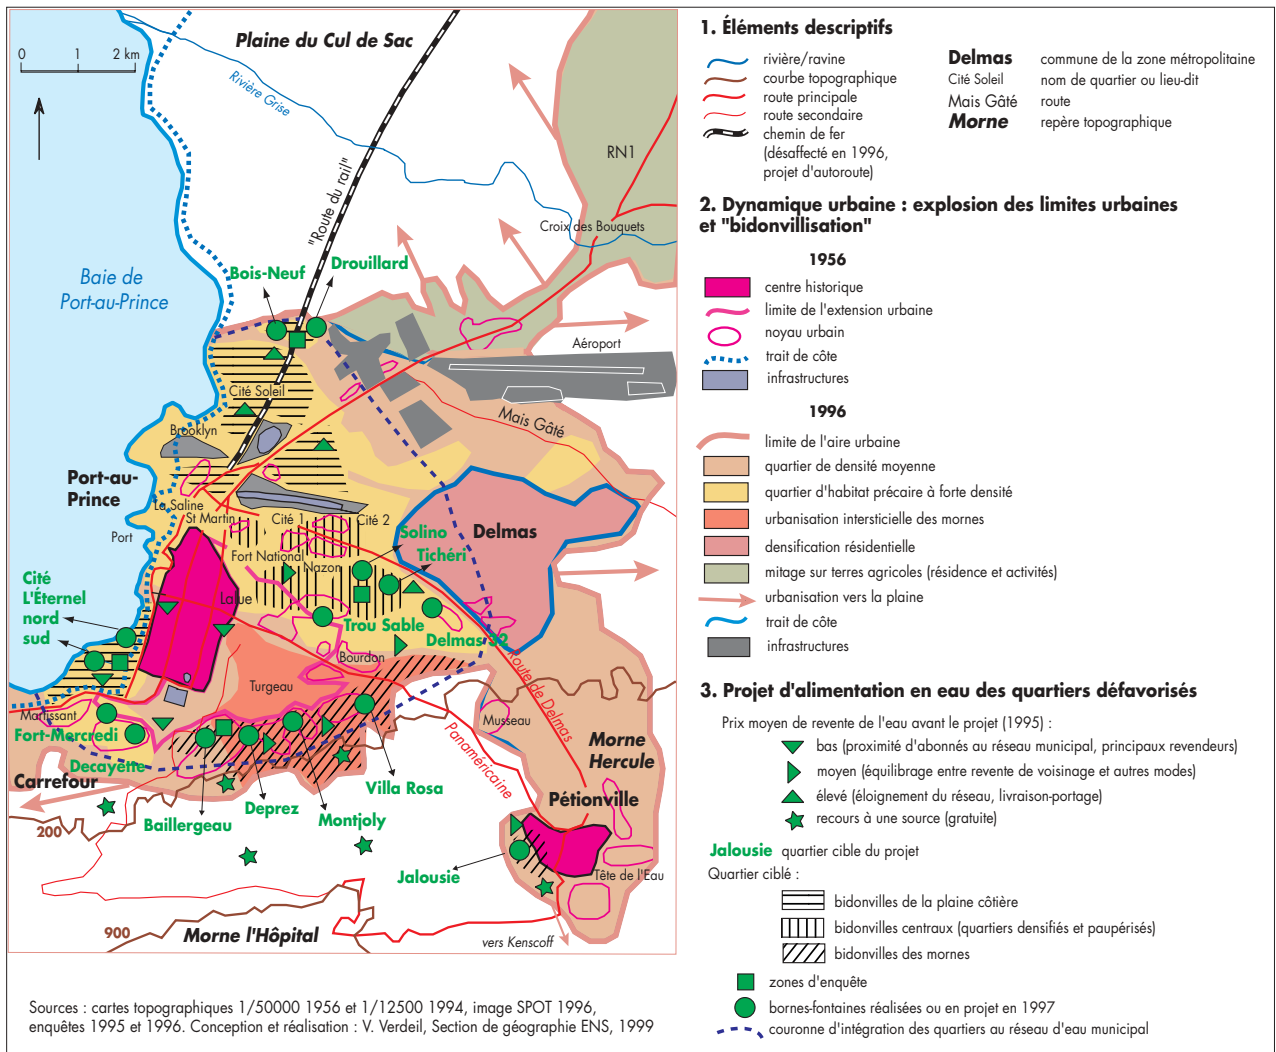 Plaine du Cul de Sac
0 1 2 km
Rivière Grise
RN1
"Route du rail"
Croix des Bouquets
Baie de
Port-au-Prince
Bois-Neuf
Drouillard
Aéroport
Cité Soleil
Mais Gâté
Brooklyn
Port-au-
Prince
La Saline
St Martin
Cité 1
Cité 2
Port
Delmas
Solino
Fort National
Tichéri
Nazon
Cité
L'Éternel
nord
sud
Lalue
Trou Sable
Delmas 32
Bourdon
Route de Delmas
Turgeau
Martissant
Musseau
Fort-Mercredi
Panaméricaine
Morne
Hercule
Decayette
Carrefour
Villa Rosa
Pétionville
Deprez
Montjoly
Baillergeau
200
Jalousie
Tête de l'Eau
900
Morne l'Hôpital
vers Kenscoff
Sources : cartes topographiques 1/50000 1956 et 1/12500 1994, image SPOT 1996,
enquêtes 1995 et 1996. Conception et réalisation : V. Verdeil, Section de géographie ENS, 1999
1. Éléments descriptifs
rivière/ravine
courbe topographique
route principale
route secondaire
chemin de fer
(désaffecté en 1996,
projet d'autoroute)
Delmas commune de la zone métropolitaine
Cité Soleil nom de quartier ou lieu-dit
Mais Gâté route
Morne repère topographique
2. Dynamique urbaine : explosion des limites urbaines
et "bidonvillisation"
1956
centre historique
limite de l'extension urbaine
noyau urbain
trait de côte
infrastructures
1996
limite de l'aire urbaine
quartier de densité moyenne
quartier d'habitat précaire à forte densité
urbanisation intersticielle des mornes
densification résidentielle
mitage sur terres agricoles (résidence et activités)
urbanisation vers la plaine
trait de côte
infrastructures
3. Projet d'alimentation en eau des quartiers défavorisés
Prix moyen de revente de l'eau avant le projet (1995) :
bas (proximité d'abonnés au réseau municipal, principaux revendeurs)
moyen (équilibrage entre revente de voisinage et autres modes)
élevé (éloignement du réseau, livraison-portage)
recours à une source (gratuite)
Jalousie quartier cible du projet
Quartier ciblé :
bidonvilles de la plaine côtière
bidonvilles centraux (quartiers densifiés et paupérisés)
bidonvilles des mornes
zones d'enquête
bornes-fontaines réalisées ou en projet en 1997
couronne d'intégration des quartiers au réseau d'eau municipal